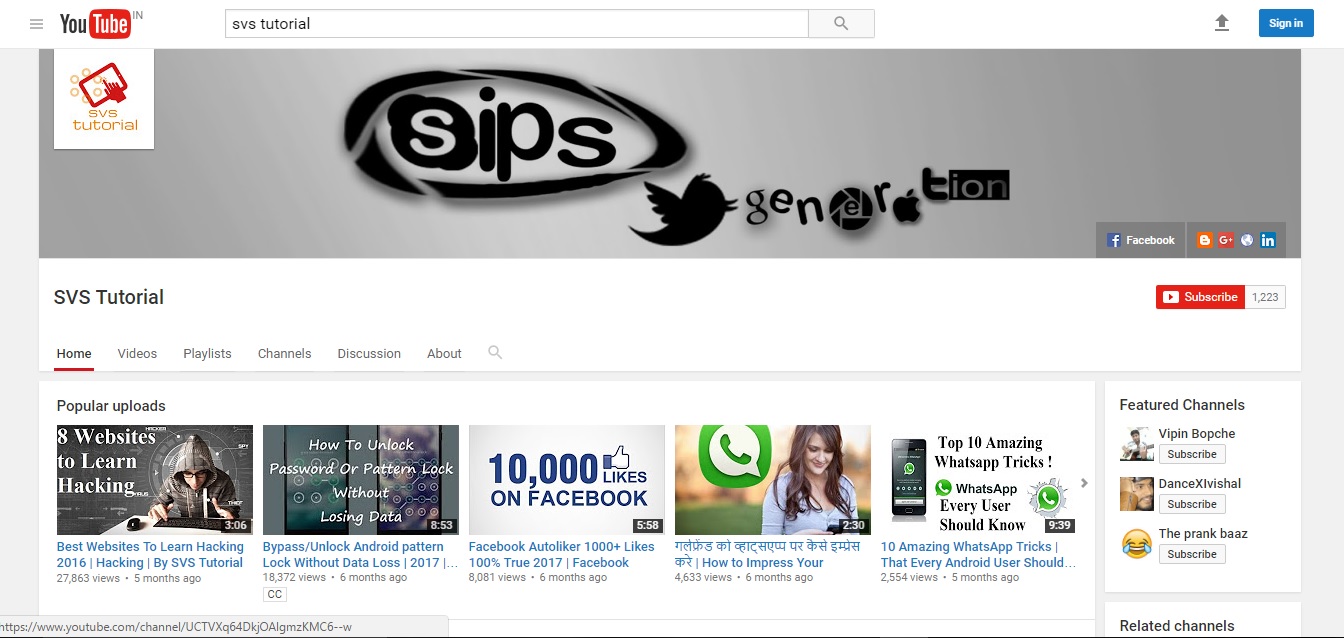 YouTube IN
svs tutorial
Sign in
svs
tutorial
sips
generation
Facebook
SVS Tutorial
Subscribe 1,223
Home Videos Playlists Channels Discussion About
Popular uploads
8 Websites
to Learn
Hacking
HACKER
SPY
VIRUS
THIEF
3:06
Best Websites To Learn Hacking
2016 | Hacking | By SVS Tutorial
27,863 views • 5 months ago
How To Unlock
Password Or Pattern Lock
Without
Losing Data
8:53
Bypass/Unlock Android pattern
Lock Without Data Loss | 2017 |...
18,372 views • 6 months ago
CC
10,000 LIKES
ON FACEBOOK
5:58
Facebook Autoliker 1000+ Likes
100% True 2017 | Facebook
8,081 views • 6 months ago
2:30
गर्लफ्रेंड को व्हाट्सएप्प पर कैसे इम्प्रेस
करे | How to Impress Your
4,633 views • 6 months ago
Top 10 Amazing
Whatsapp Tricks !
WhatsApp
Every User
Should Know
9:39
10 Amazing WhatsApp Tricks |
That Every Android User Should...
2,554 views • 5 months ago
Featured Channels
Vipin Bopche
Subscribe
DanceXIvishal
Subscribe
The prank baaz
Subscribe
Related channels
https://www.youtube.com/channel/UCTVXq64DkjOAlgmzKMC6--w